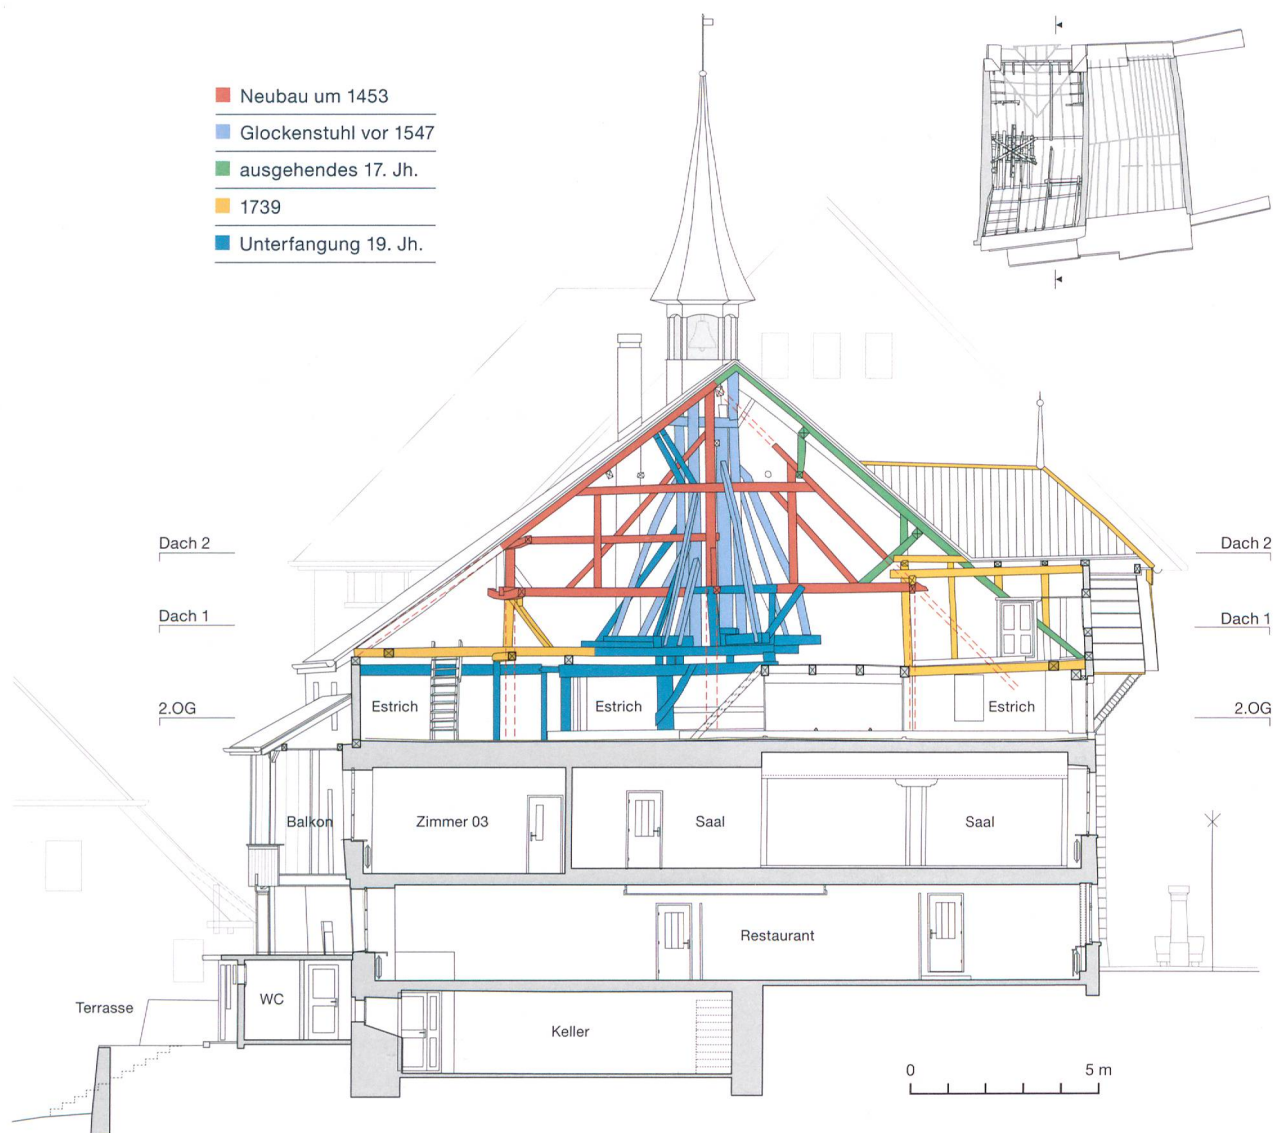 Neubau um 1453
Glockenstuhl vor 1547
ausgehendes 17. Jh.
1739
Unterfangung 19. Jh.
Dach 2
Dach 2
Dach 1
Dach 1
2.OG
2.OG
Estrich
Estrich
Estrich
Balkon
Zimmer 03
Saal
Saal
Restaurant
Terrasse
WC
Keller
0
5 m